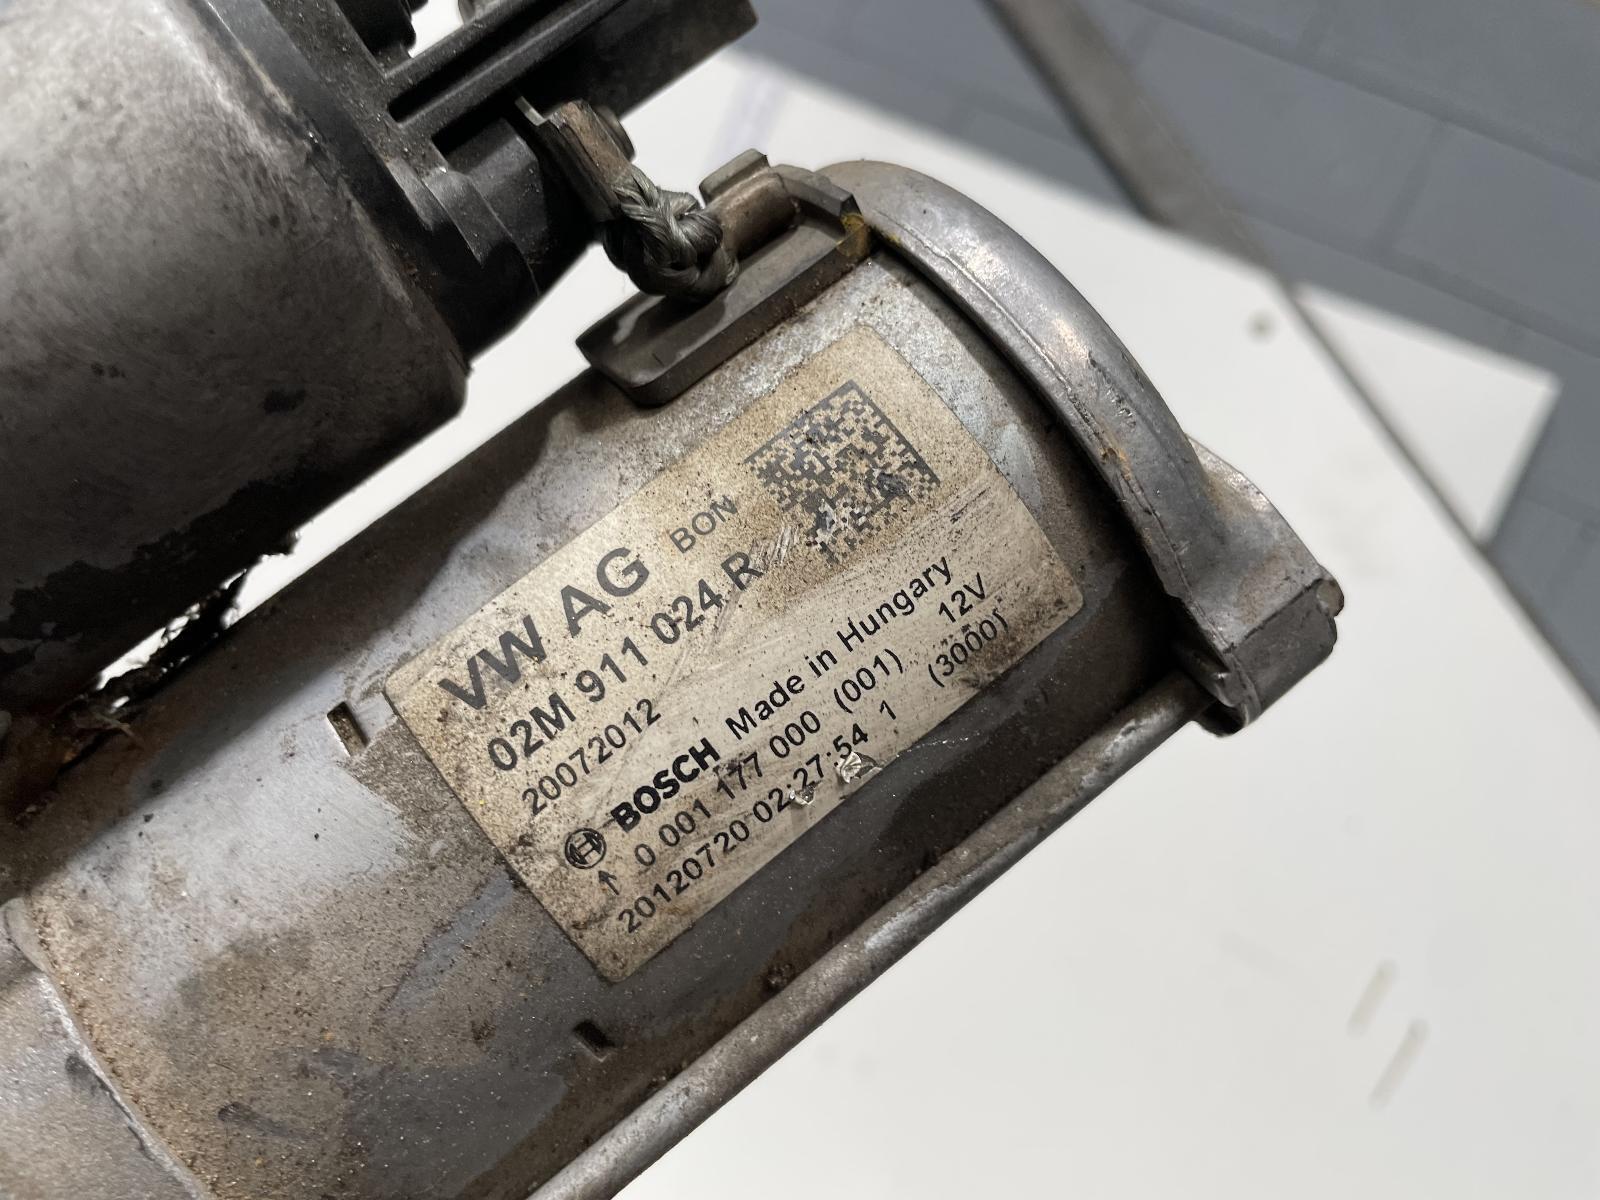 VW AG BON
02M 911 024 R
20072012
BOSCH Made in Hungary
0 001 177 000 (001) 12V
20120720 02:27:54 1 (3000)